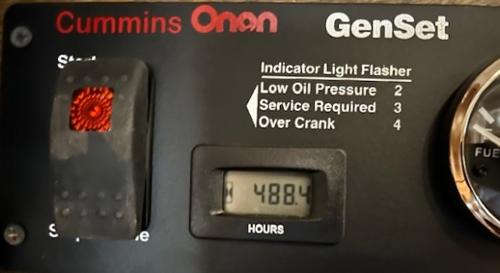 Cummins Onan GenSet
Indicator Light Flasher
Low Oil Pressure 2
Service Required 3
Over Crank 4
488.4
HOURS